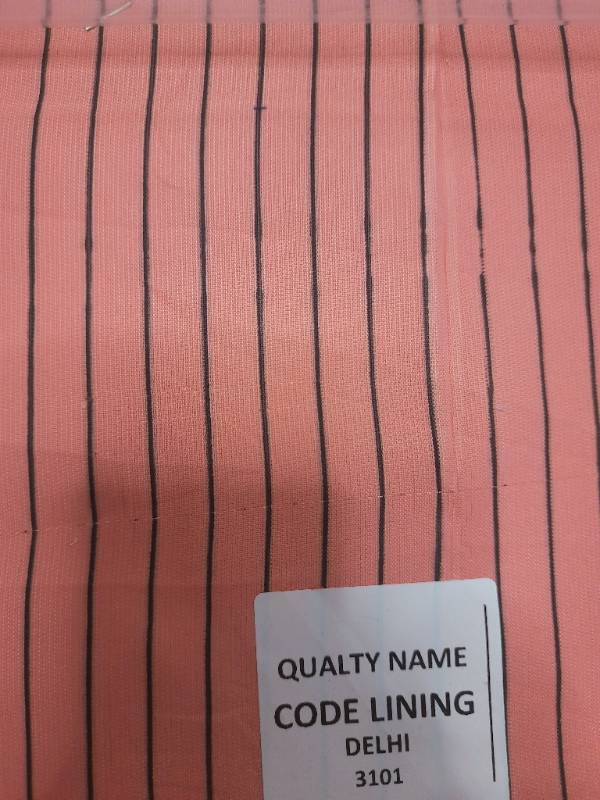 QUALTY NAME
CODE LINING
DELHI
3101